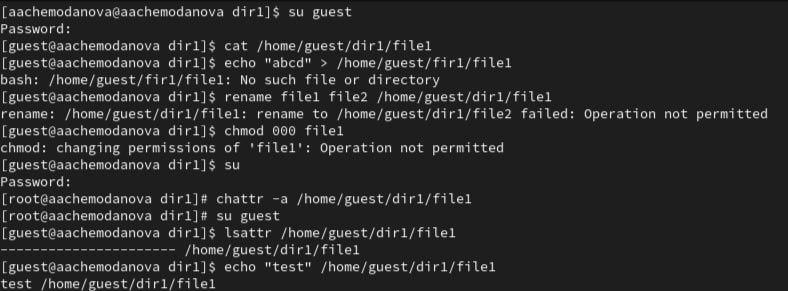 [aachemodanova@aachemodanova dir1]$ su guest
Password:
[guest@aachemodanova dir1]$ cat /home/guest/dir1/file1
[guest@aachemodanova dir1]$ echo "abcd" > /home/guest/fir1/file1
bash: /home/guest/fir1/file1: No such file or directory
[guest@aachemodanova dir1]$ rename file1 file2 /home/guest/dir1/file1
rename: /home/guest/dir1/file1: rename to /home/guest/dir1/file2 failed: Operation not permitted
[guest@aachemodanova dir1]$ chmod 000 file1
chmod: changing permissions of 'file1': Operation not permitted
[guest@aachemodanova dir1]$ su
Password:
[root@aachemodanova dir1]# chattr -a /home/guest/dir1/file1
[root@aachemodanova dir1]# su guest
[guest@aachemodanova dir1]$ lsattr /home/guest/dir1/file1
---------------------- /home/guest/dir1/file1
[guest@aachemodanova dir1]$ echo "test" /home/guest/dir1/file1
test /home/guest/dir1/file1